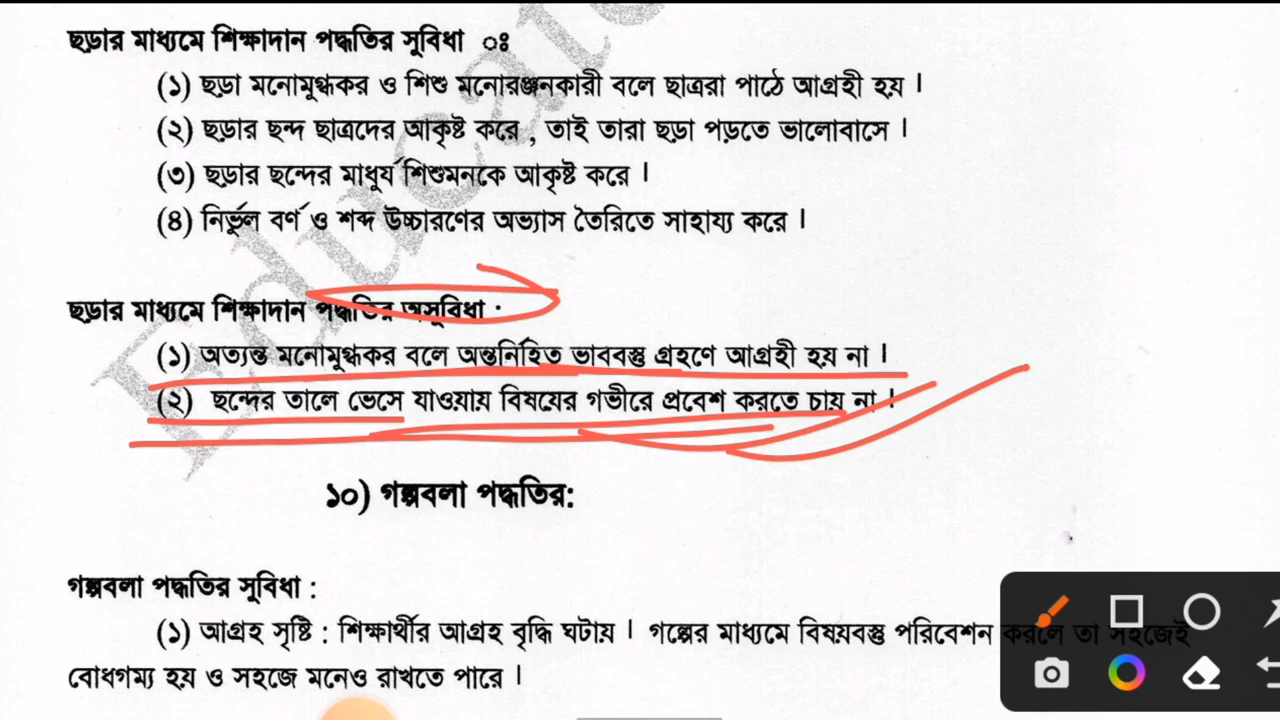 ছড়ার মাধ্যমে শিক্ষাদান পদ্ধতির সুবিধা ঃ
(১) ছড়া মনোমুগ্ধকর ও শিশু মনোরঞ্জনকারী বলে ছাত্ররা পাঠে আগ্রহী হয় ।
(২) ছড়ার ছন্দ ছাত্রদের আকৃষ্ট করে , তাই তারা ছড়া পড়তে ভালোবাসে ।
(৩) ছড়ার ছন্দের মাধুর্য শিশুমনকে আকৃষ্ট করে ।
(৪) নির্ভুল বর্ণ ও শব্দ উচ্চারণের অভ্যাস তৈরিতে সাহায্য করে ।
ছড়ার মাধ্যমে শিক্ষাদান পদ্ধতির অসুবিধা :
(১) অত্যন্ত মনোমুগ্ধকর বলে অন্তর্নিহিত ভাববস্তু গ্রহণে আগ্রহী হয় না ।
(২) ছন্দের তালে ভেসে যাওয়ায় বিষয়ের গভীরে প্রবেশ করতে চায় না ।
১০) গল্পবলা পদ্ধতির:
গল্পবলা পদ্ধতির সুবিধা :
(১) আগ্রহ সৃষ্টি : শিক্ষার্থীর আগ্রহ বৃদ্ধি ঘটায় । গল্পের মাধ্যমে বিষয়বস্তু পরিবেশন করলে তা সহজেই
বোধগম্য হয় ও সহজে মনেও রাখতে পারে ।